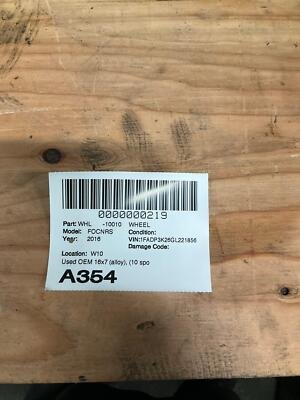 0000000219
Part: WHL -10010 WHEEL
Model: FOCNRS Condition:
Year: 2016 VIN:1FADP3K26GL221856
Damage Code:
Location: W10
Used OEM 16x7 (alloy), (10 spo
A354